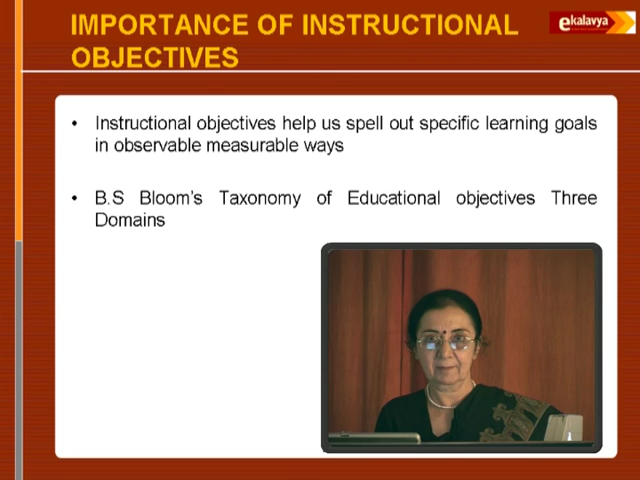 IMPORTANCE OF INSTRUCTIONAL
OBJECTIVES
ekalavya
• Instructional objectives help us spell out specific learning goals
in observable measurable ways
• B.S Bloom's Taxonomy of Educational objectives Three
Domains